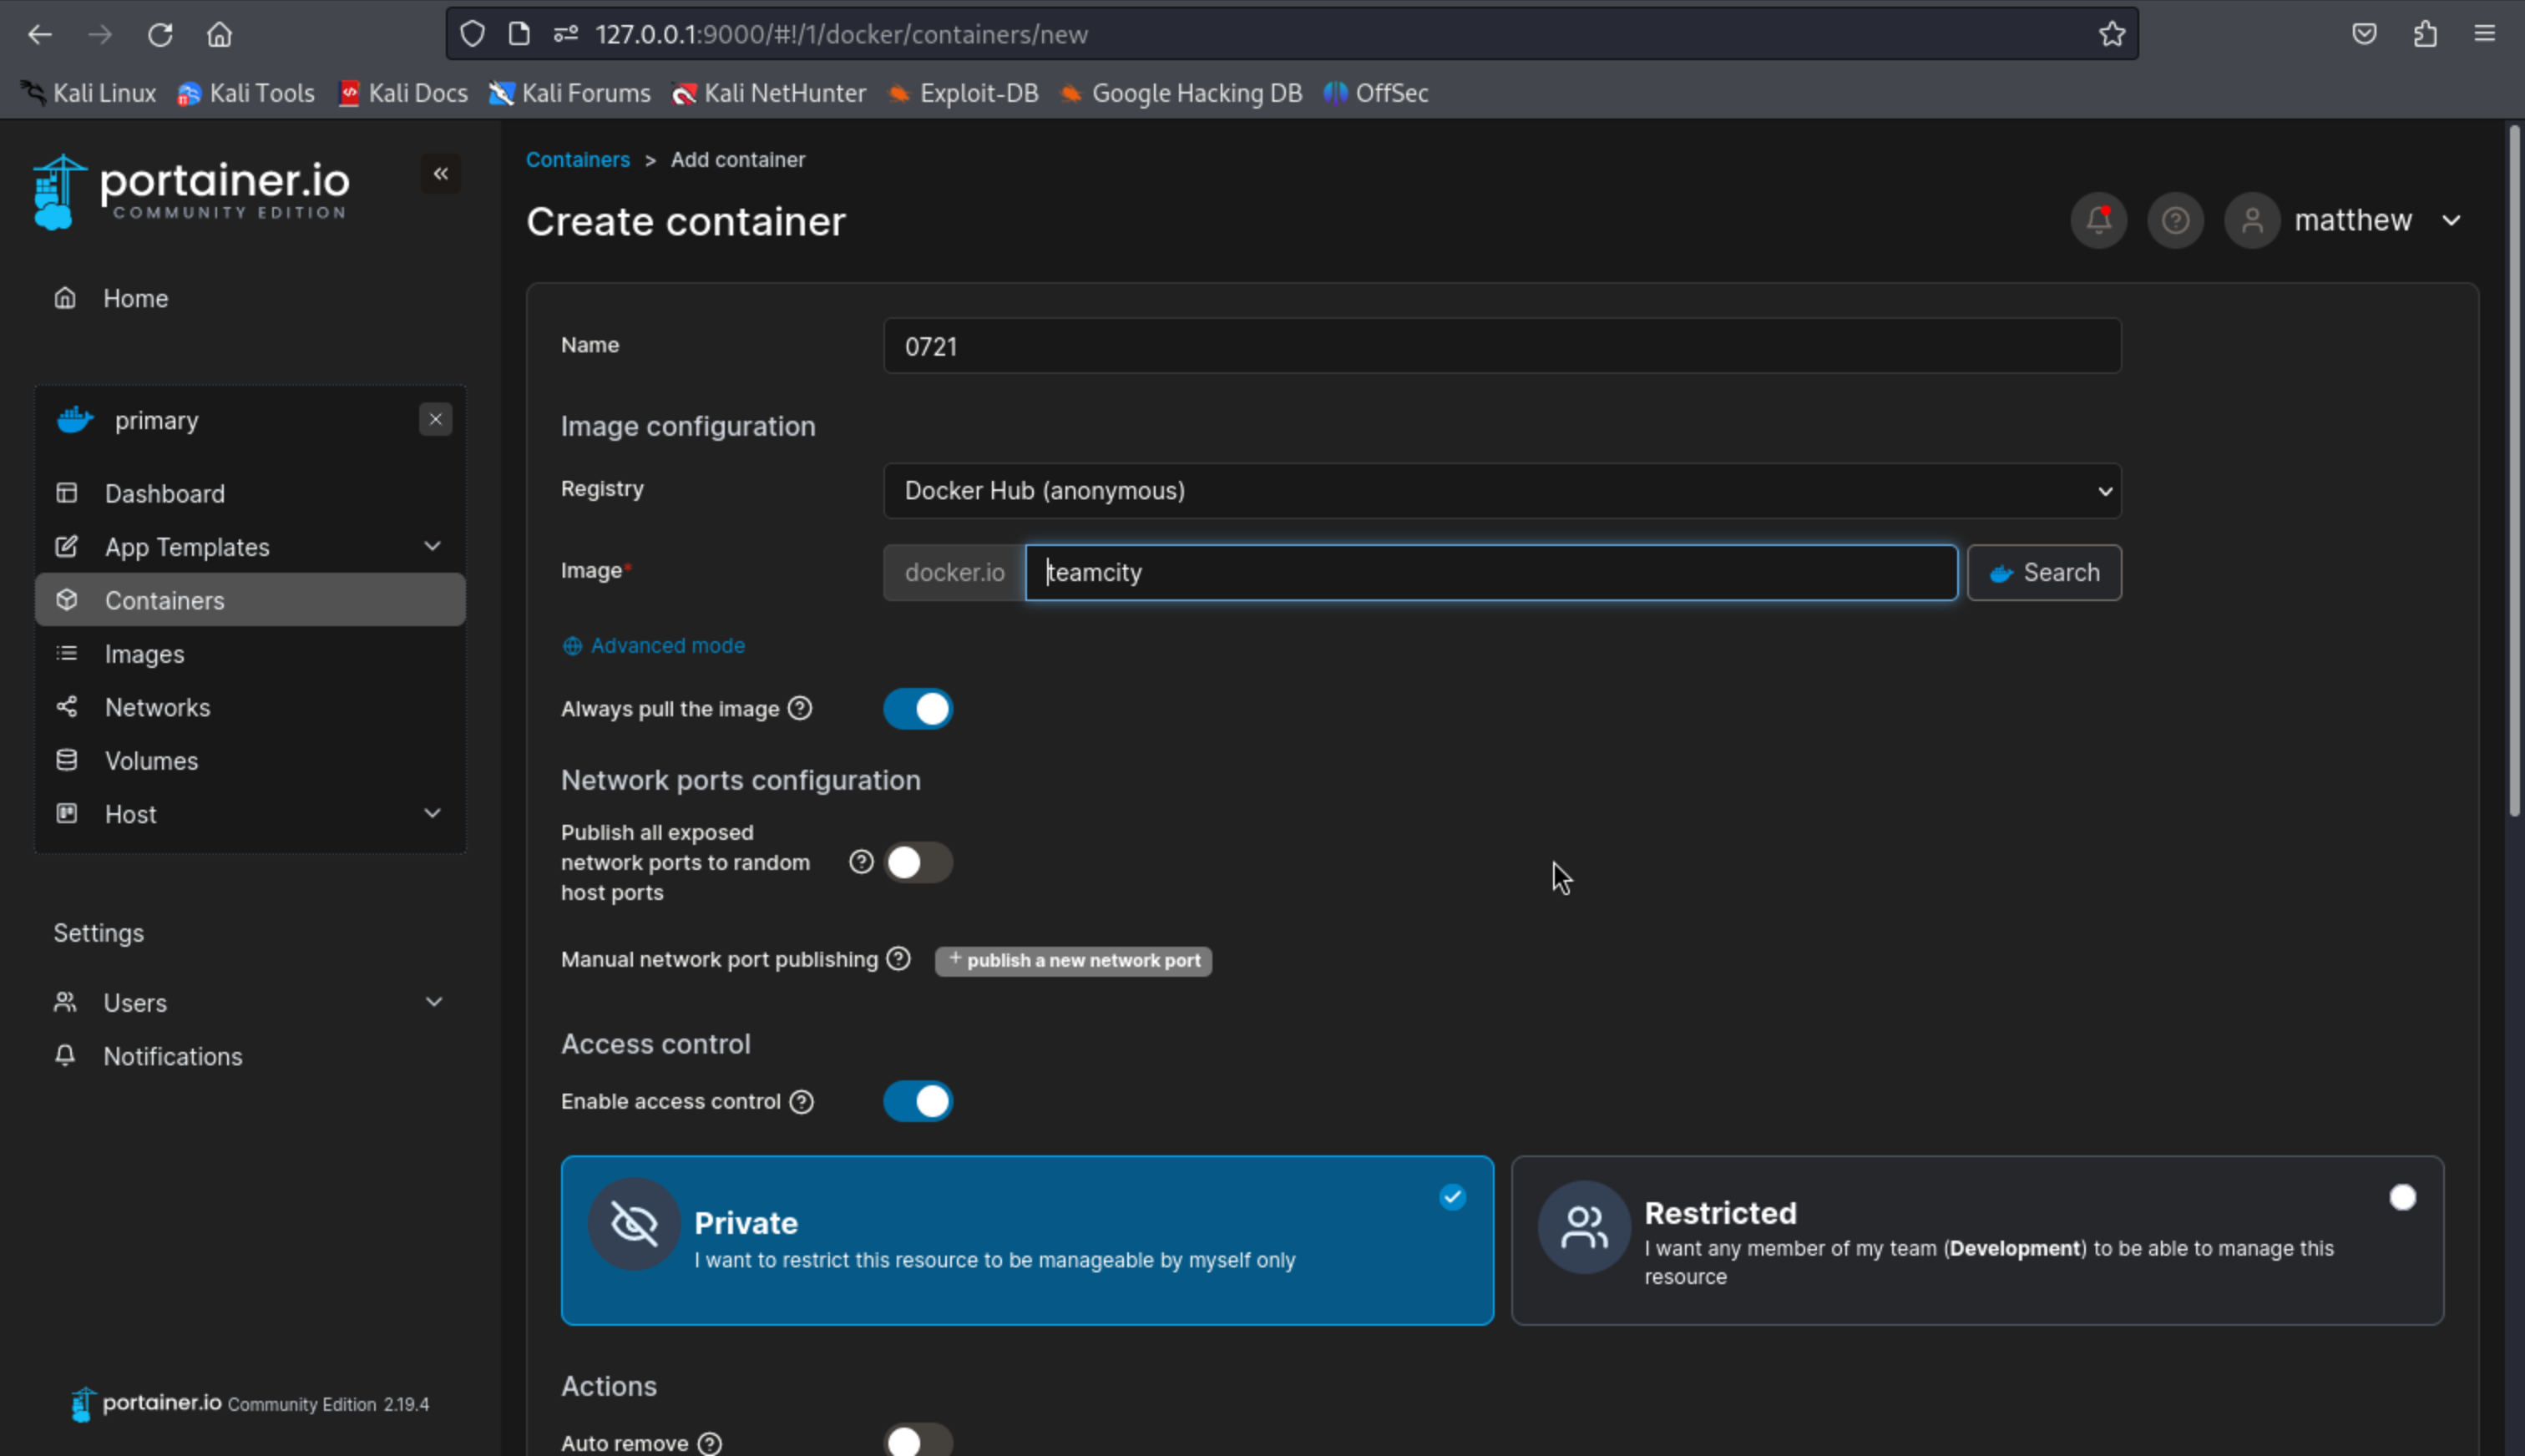 127.0.0.1:9000/#!/1/docker/containers/new
Kali Linux Kali Tools Kali Docs Kali Forums Kali NetHunter Exploit-DB Google Hacking DB OffSec
portainer.io
COMMUNITY EDITION
Home
primary
Dashboard
App Templates
Containers
Images
Networks
Volumes
Host
Settings
Users
Notifications
portainer.io Community Edition 2.19.4
Containers > Add container
Create container
matthew
Name 0721
Image configuration
Registry Docker Hub (anonymous)
Image* docker.io teamcity Search
Advanced mode
Always pull the image
Network ports configuration
Publish all exposed
network ports to random
host ports
Manual network port publishing + publish a new network port
Access control
Enable access control
Private
I want to restrict this resource to be manageable by myself only
Restricted
I want any member of my team (Development) to be able to manage this
resource
Actions
Auto remove